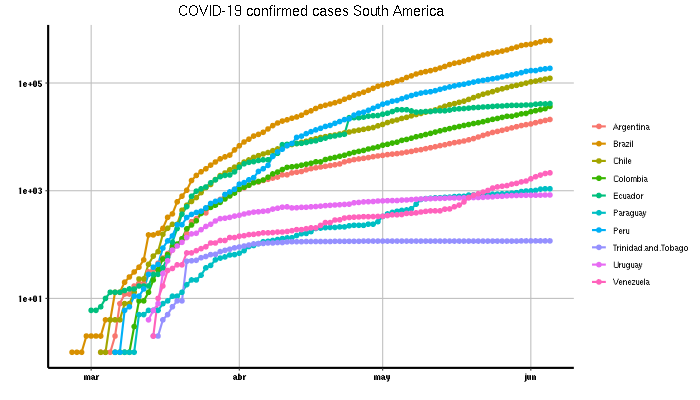 COVID-19 confirmed cases South America
1e+05
1e+03
1e+01
mar
abr
may
jun
Argentina
Brazil
Chile
Colombia
Ecuador
Paraguay
Peru
Trinidad.and.Tobago
Uruguay
Venezuela